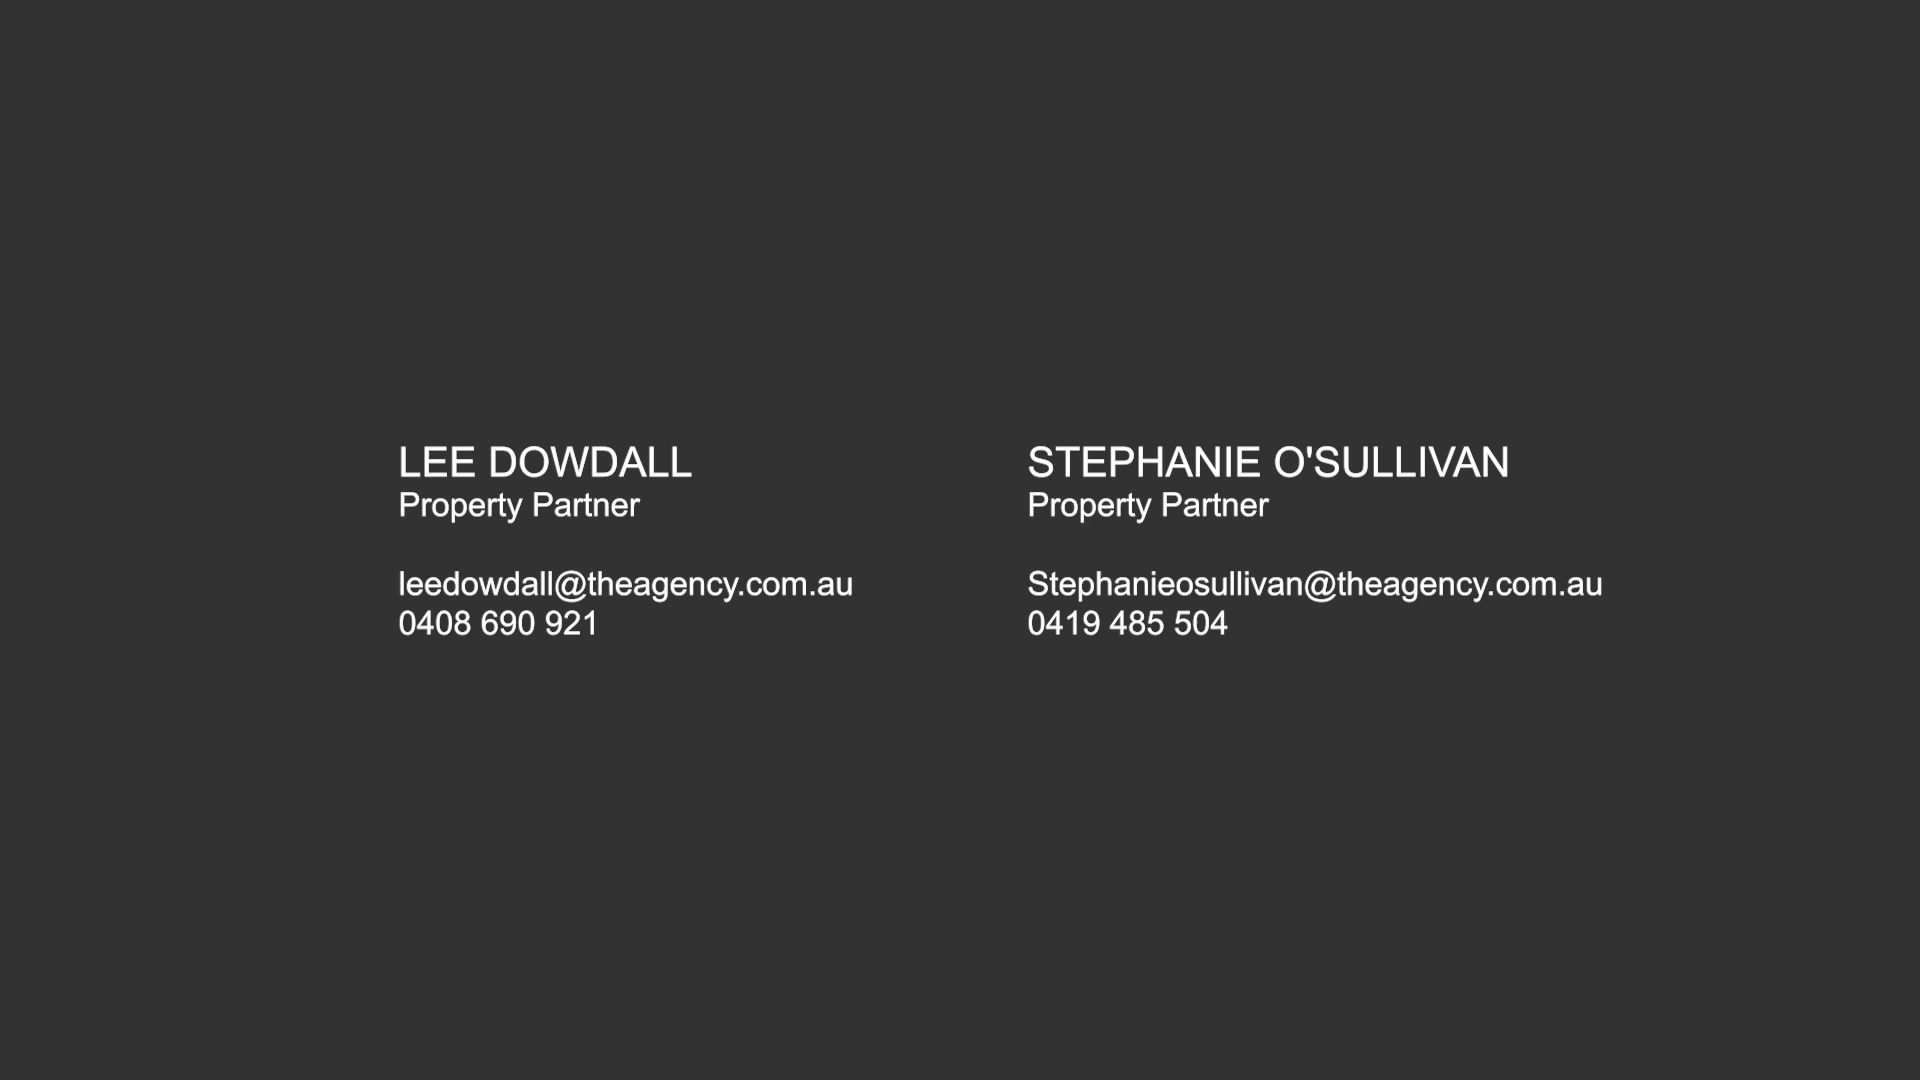 LEE DOWDALL
Property Partner
leedowdall@theagency.com.au
0408 690 921
STEPHANIE O'SULLIVAN
Property Partner
Stephanieosullivan@theagency.com.au
0419 485 504